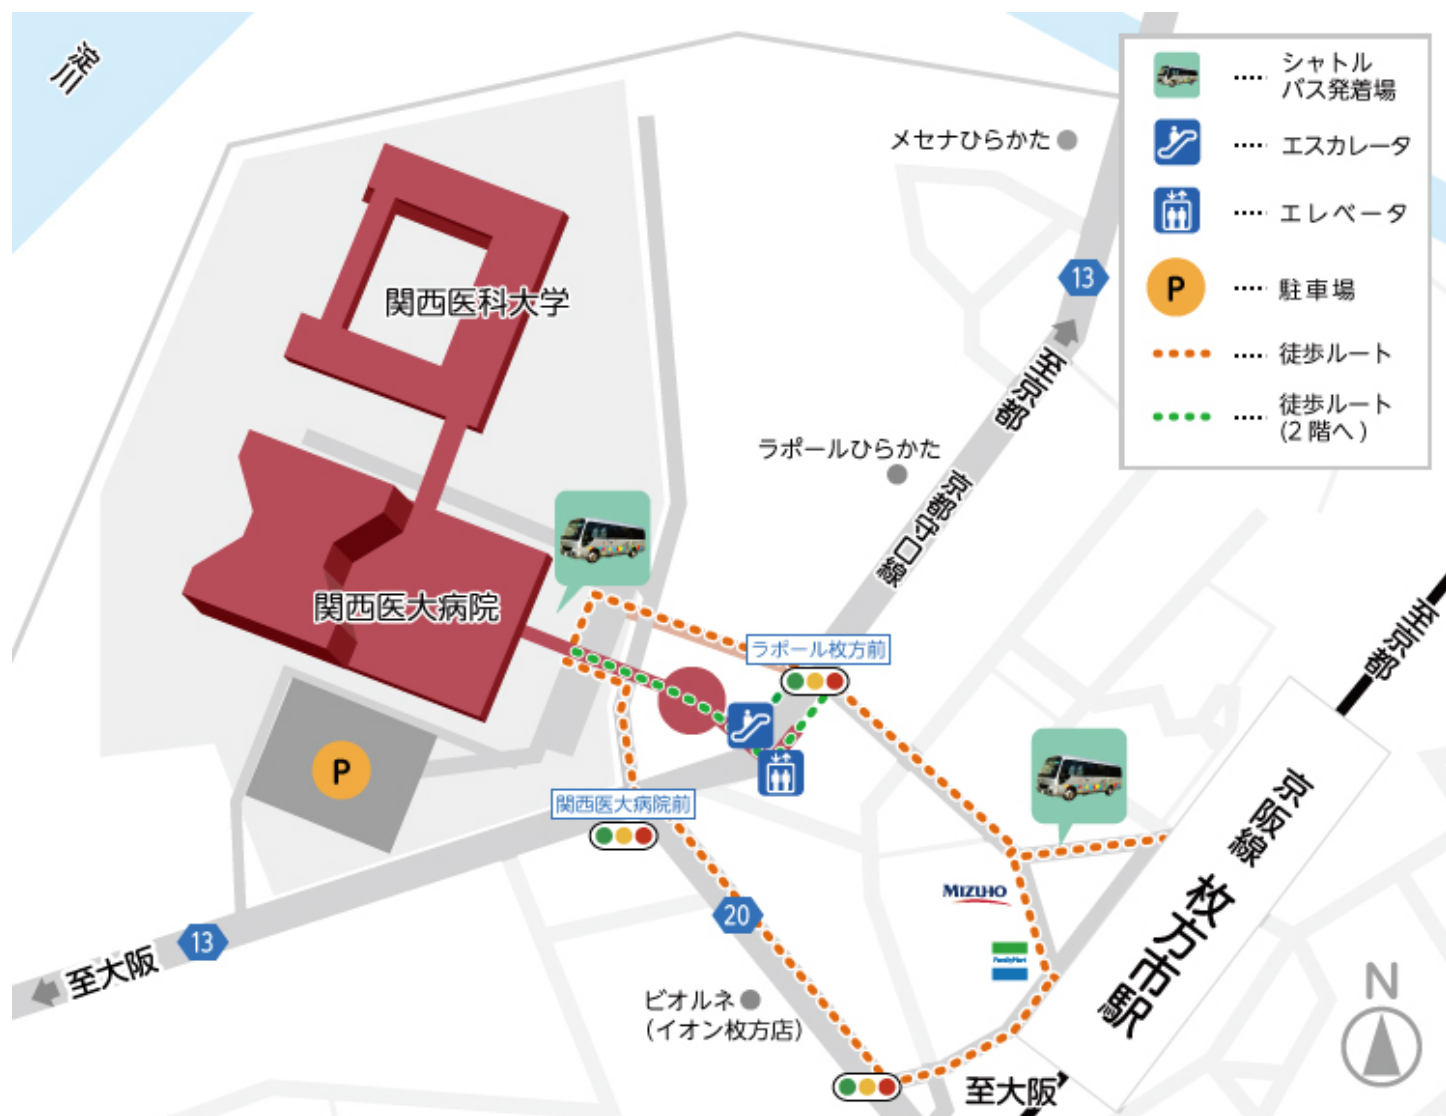 淀川
シャトル
バス発着場
エスカレータ
エレベータ
P
駐車場
徒歩ルート
徒歩ルート
(2階へ)
メセナひらかた
13
関西医科大学
至京都
ラポールひらかた
京都守口線
関西医大病院
至京都
ラポール枚方前
P
関西医大病院前
京阪線 枚方市駅
MIZUHO
20
13
FamilyMart
至大阪
ビオルネ
(イオン枚方店)
N
至大阪